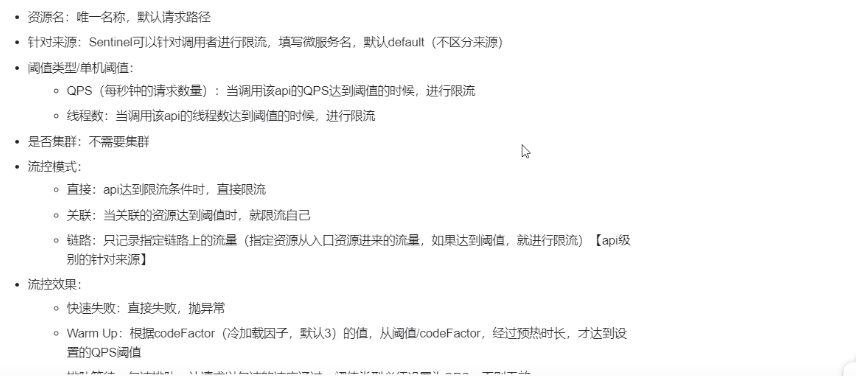 资源名：唯一名称，默认请求路径
针对来源：Sentinel可以针对调用者进行限流，填写微服务名，默认default（不区分来源）
阈值类型/单机阈值：
QPS（每秒钟的请求数量）：当调用该api的QPS达到阈值的时候，进行限流
线程数：当调用该api的线程数达到阈值的时候，进行限流
是否集群：不需要集群
流控模式：
直接：api达到限流条件时，直接限流
关联：当关联的资源达到阈值时，就限流自己
链路：只记录指定链路上的流量（指定资源从入口资源进来的流量，如果达到阈值，就进行限流）【api级
别的针对来源】
流控效果：
快速失败：直接失败，抛异常
Warm Up：根据codeFactor（冷加载因子，默认3）的值，从阈值/codeFactor，经过预热时长，才达到设
置的QPS阈值